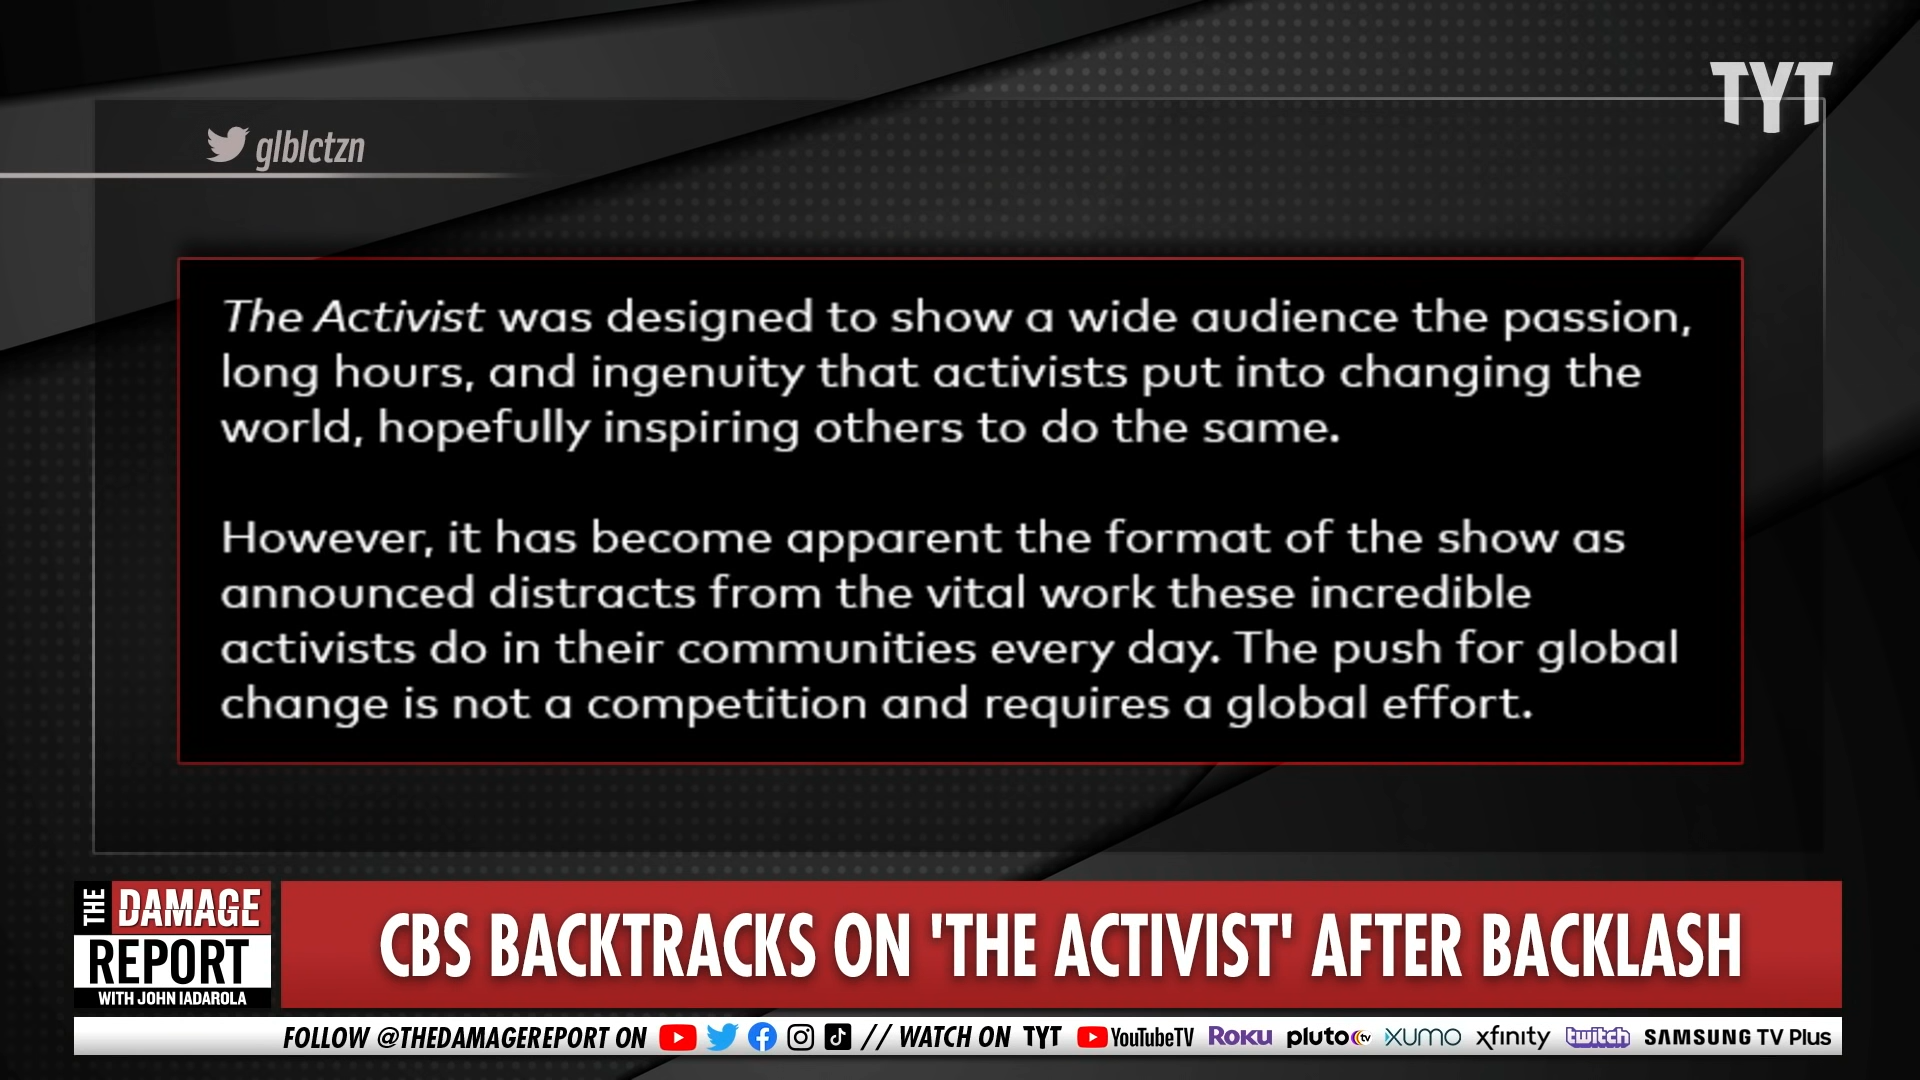 TYT
glblctzn
The Activist was designed to show a wide audience the passion,
long hours, and ingenuity that activists put into changing the
world, hopefully inspiring others to do the same.
However, it has become apparent the format of the show as
announced distracts from the vital work these incredible
activists do in their communities every day. The push for global
change is not a competition and requires a global effort.
THE DAMAGE
REPORT
WITH JOHN IADAROLA
CBS BACKTRACKS ON 'THE ACTIVIST' AFTER BACKLASH
FOLLOW @THEDAMAGEREPORT ON // WATCH ON TYT YouTubeTV ROKU pluto tv xumo xfinity twitch SAMSUNG TV Plus